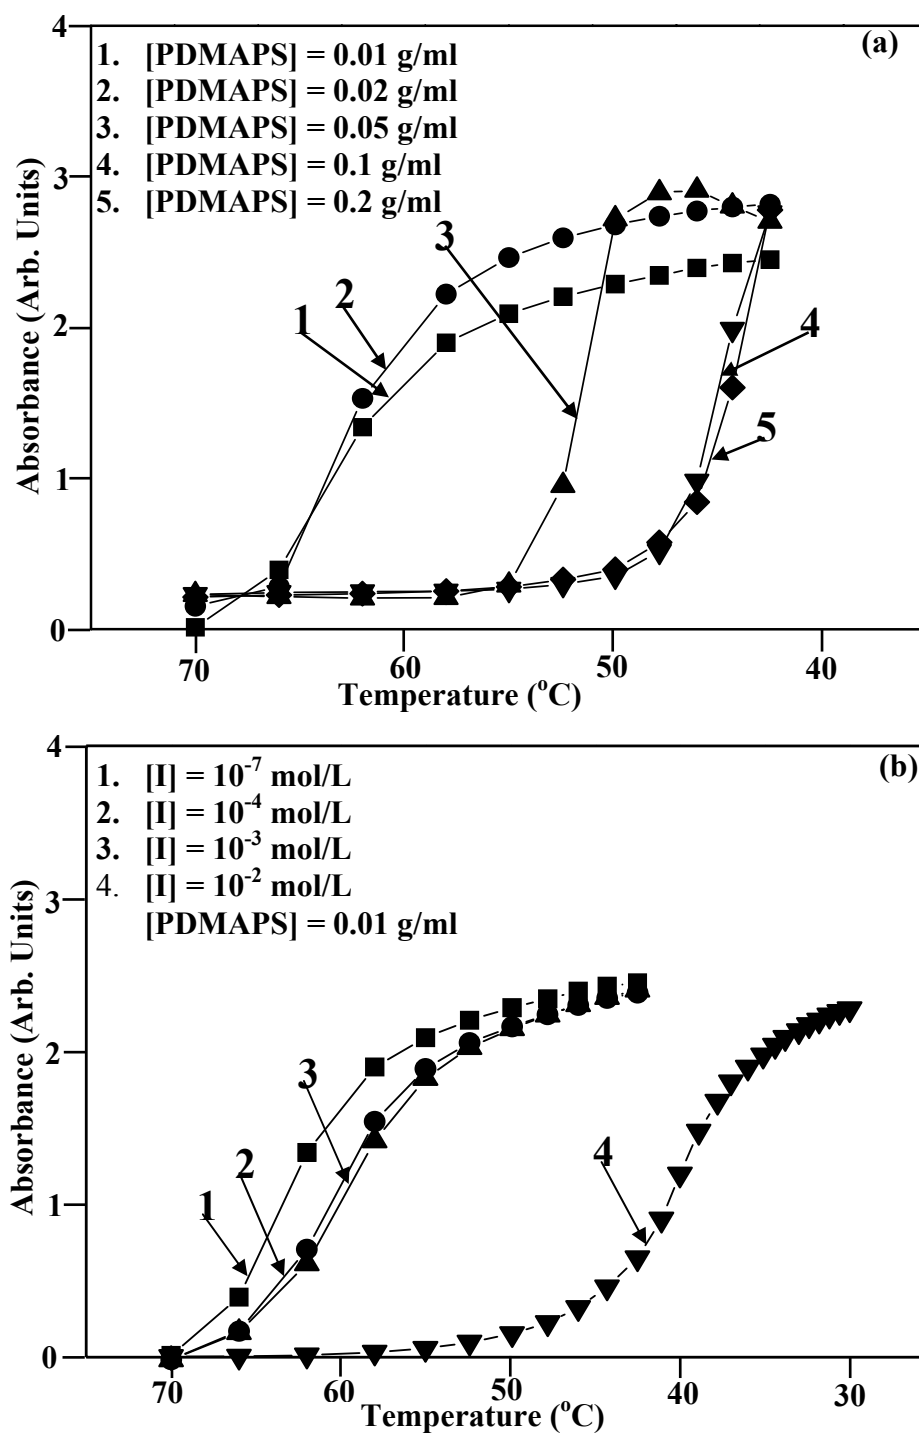 4
(a)
1. [PDMAPS] = 0.01 g/ml
2. [PDMAPS] = 0.02 g/ml
3. [PDMAPS] = 0.05 g/ml
4. [PDMAPS] = 0.1 g/ml
5. [PDMAPS] = 0.2 g/ml
3
2
1
0
Absorbance (Arb. Units)
1
2
3
4
5
70
60
50
40
Temperature (°C)
4
(b)
1. [I] = 10⁻⁷ mol/L
2. [I] = 10⁻⁴ mol/L
3. [I] = 10⁻³ mol/L
4. [I] = 10⁻² mol/L
[PDMAPS] = 0.01 g/ml
3
2
1
0
Absorbance (Arb. Units)
1
2
3
4
70
60
50
40
30
Temperature (°C)